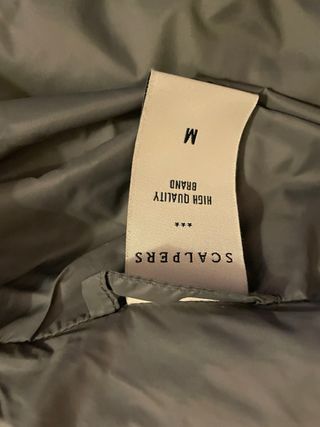 SCALPERS
***
HIGH QUALITY
BRAND
M